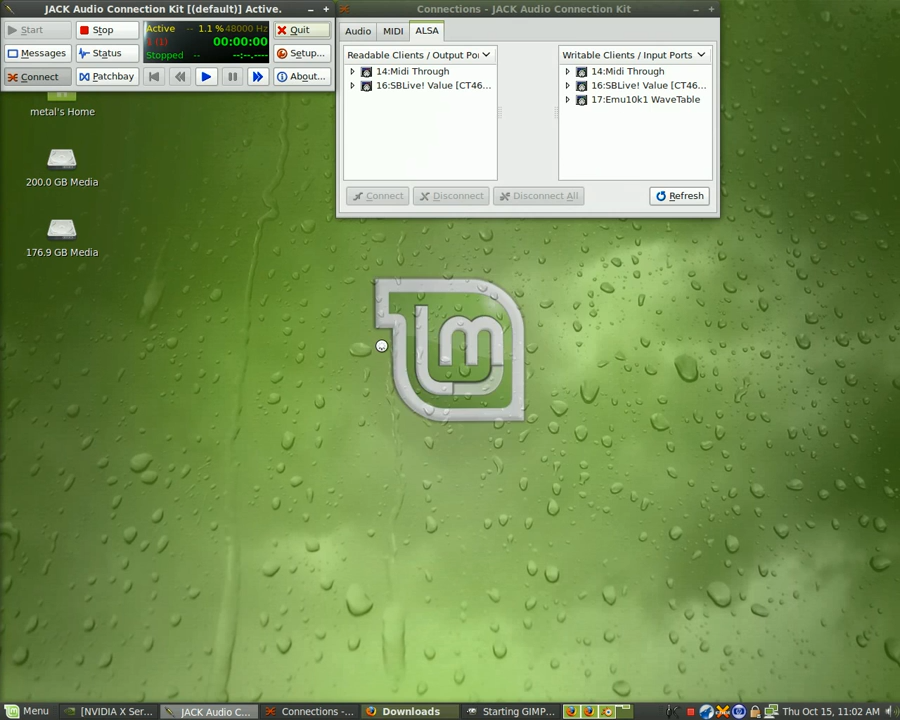 JACK Audio Connection Kit [(default)] Active.
Start
Stop
Active -- 1.1 % 48000 Hz
(1) 00:00:00
Stopped -- --:--.----
Quit
Messages
Status
Setup...
Connect
Patchbay
About...
Connections - JACK Audio Connection Kit
Audio
MIDI
ALSA
Readable Clients / Output Por
14:Midi Through
16:SBLive! Value [CT46...
Writable Clients / Input Ports
14:Midi Through
16:SBLive! Value [CT46...
17:Emu10k1 WaveTable
Connect
Disconnect
Disconnect All
Refresh
metal's Home
200.0 GB Media
176.9 GB Media
Menu
[NVIDIA X Ser...
JACK Audio C...
Connections -...
Downloads
Starting GIMP...
Thu Oct 15, 11:02 AM